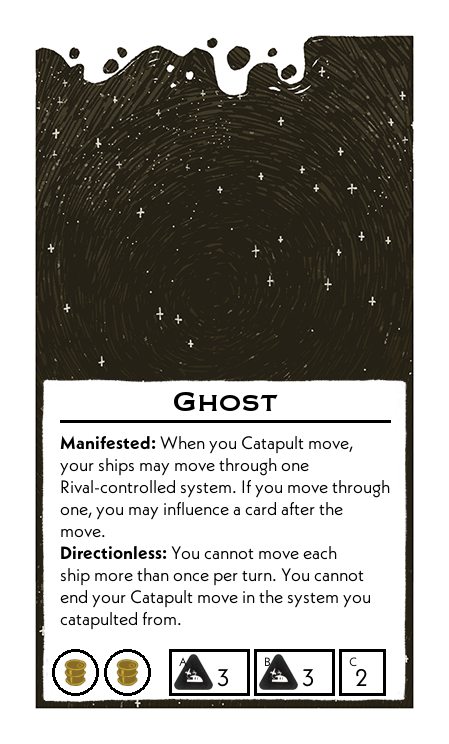 GHOST
Manifested: When you Catapult move,
your ships may move through one
Rival-controlled system. If you move through
one, you may influence a card after the
move.
Directionless: You cannot move each
ship more than once per turn. You cannot
end your Catapult move in the system you
catapulted from.
A 3 B 3 C 2